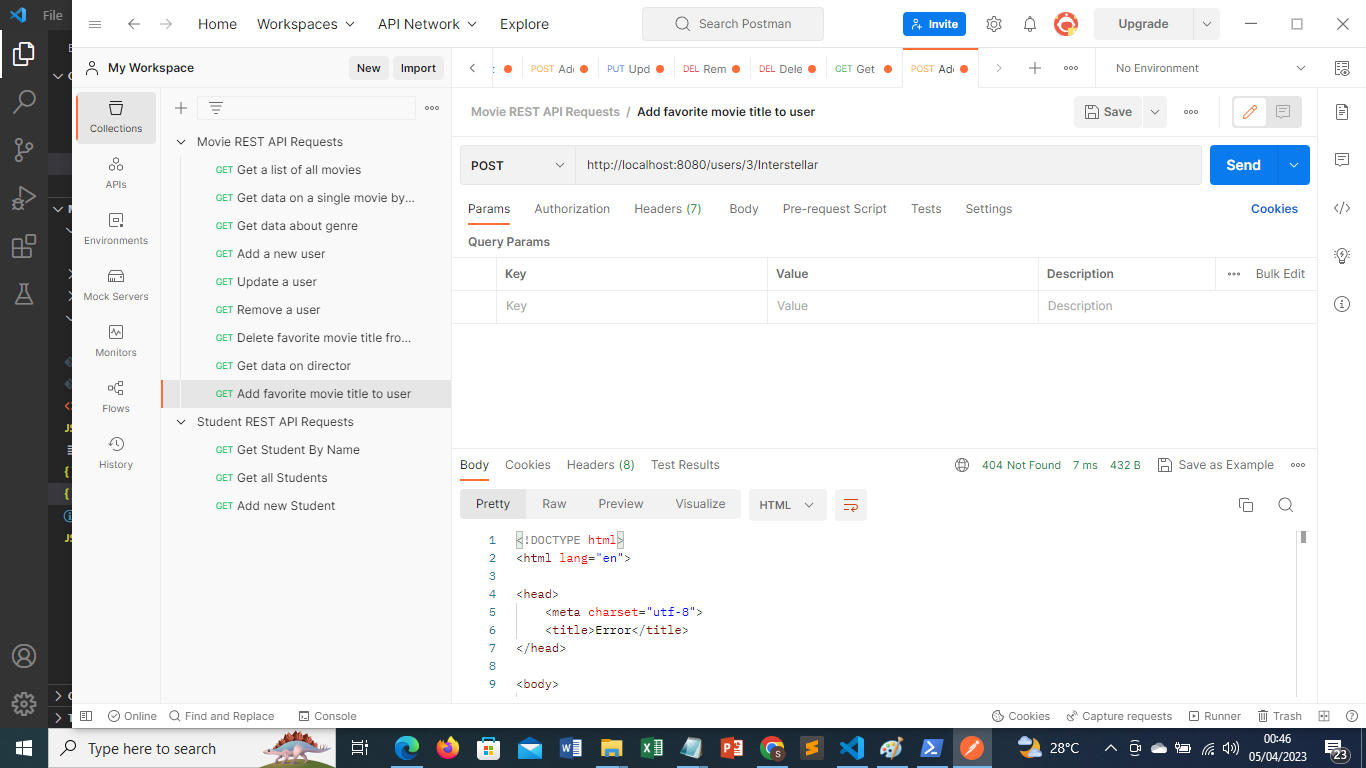 File
Home
Workspaces
API Network
Explore
Search Postman
Invite
Upgrade
My Workspace
New
Import
POST
PUT Upd
DEL Rem
DEL Dele
GET Get
POST
No Environment
Collections
APIs
Environments
Mock Servers
Monitors
Flows
History
Movie REST API Requests
GET Get a list of all movies
GET Get data on a single movie by...
GET Get data about genre
GET Add a new user
GET Update a user
GET Remove a user
GET Delete favorite movie title fro...
GET Get data on director
GET Add favorite movie title to user
Student REST API Requests
GET Get Student By Name
GET Get all Students
GET Add new Student
Movie REST API Requests / Add favorite movie title to user
Save
POST
http://localhost:8080/users/3/Interstellar
Send
Params
Authorization
Headers (7)
Body
Pre-request Script
Tests
Settings
Cookies
Query Params
Key
Value
Description
Bulk Edit
Key
Value
Description
Body
Cookies
Headers (8)
Test Results
404 Not Found
7 ms
432 B
Save as Example
Pretty
Raw
Preview
Visualize
HTML
1 <!DOCTYPE html>
2 <html lang="en">
3
4 <head>
5 <meta charset="utf-8">
6 <title>Error</title>
7 </head>
8
9 <body>
Online
Find and Replace
Console
Cookies
Capture requests
Runner
Trash
Type here to search
28°C
00:46
05/04/2023
23